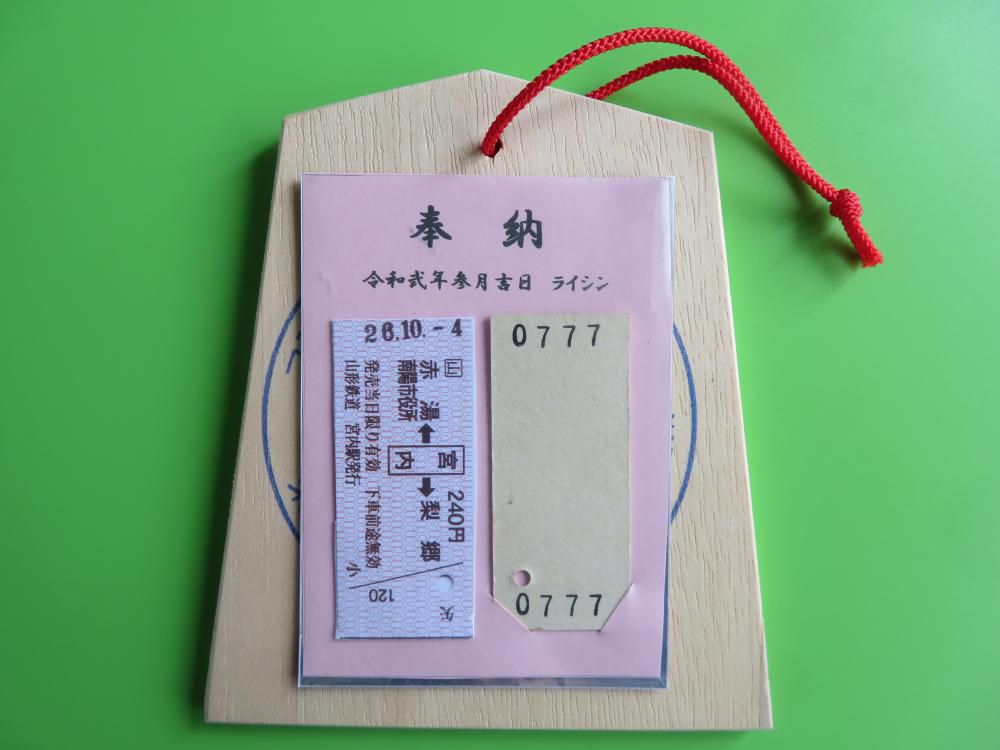 奉納
令和弐年参月吉日 ライシン
26.10.-4
山
赤湯
南陽市役所
⬅
宮内
➡
梨郷
240円
発売当日限り有効 下車前途無効
山形鉄道 宮内駅発行
小
120
矢
0777
0777